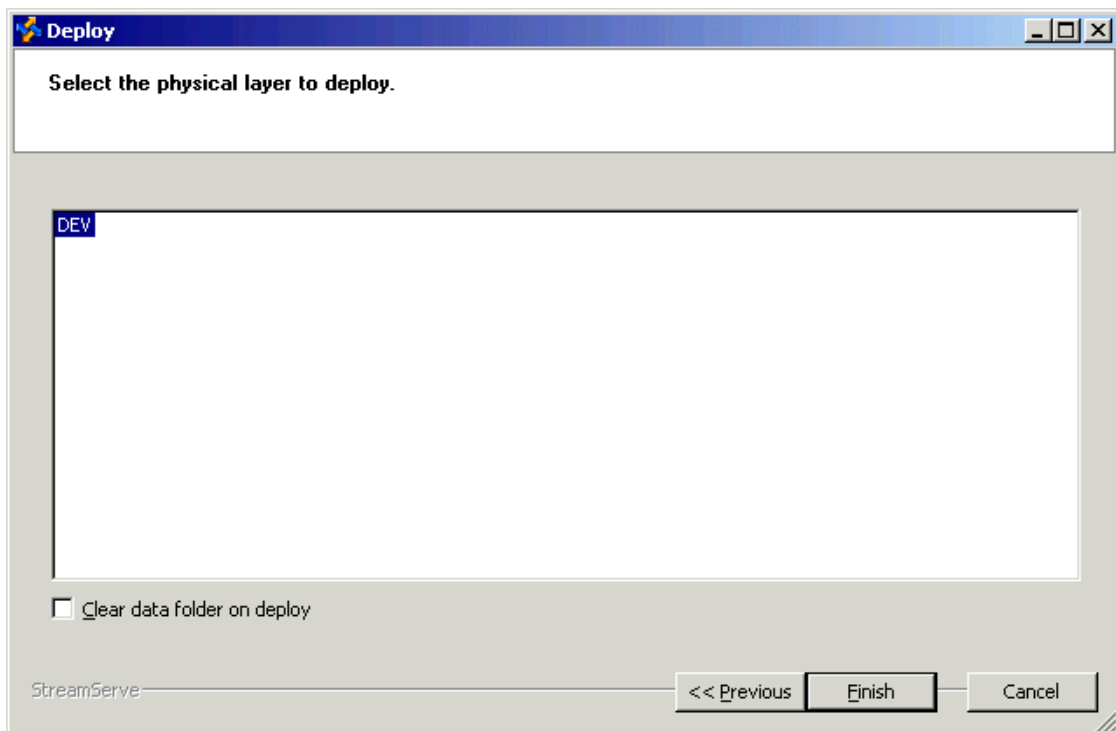 Deploy
Select the physical layer to deploy.
DEV
Clear data folder on deploy
StreamServe
<< Previous
Finish
Cancel